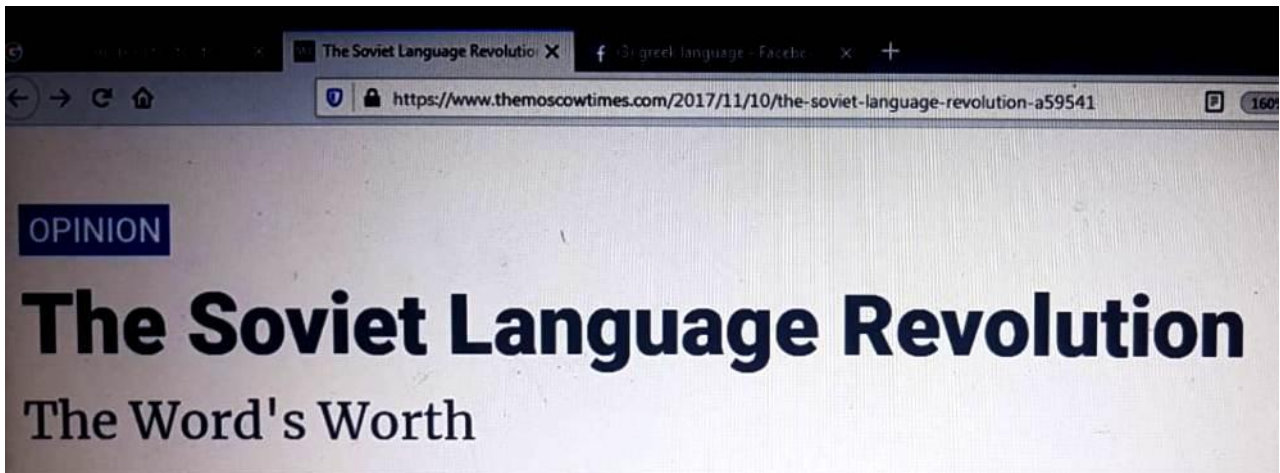 The Soviet Language Revolutio
greek language - Facebo
https://www.themoscowtimes.com/2017/11/10/the-soviet-language-revolution-a59541
160%
OPINION
The Soviet Language Revolution
The Word's Worth